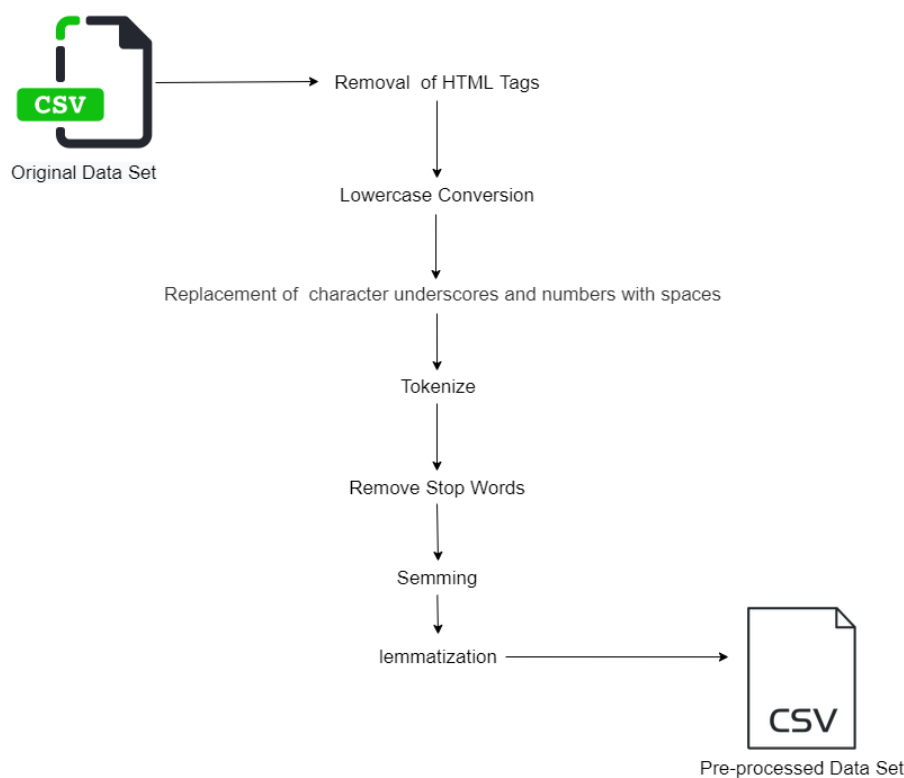 CSV
Original Data Set
Removal of HTML Tags
Lowercase Conversion
Replacement of character underscores and numbers with spaces
Tokenize
Remove Stop Words
Semming
lemmatization
CSV
Pre-processed Data Set